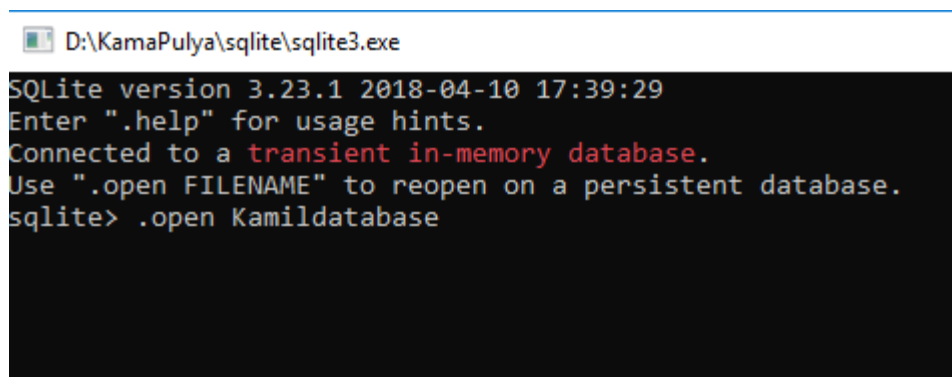 D:\KamaPulya\sqlite\sqlite3.exe
SQLite version 3.23.1 2018-04-10 17:39:29
Enter ".help" for usage hints.
Connected to a transient in-memory database.
Use ".open FILENAME" to reopen on a persistent database.
sqlite> .open Kamildatabase